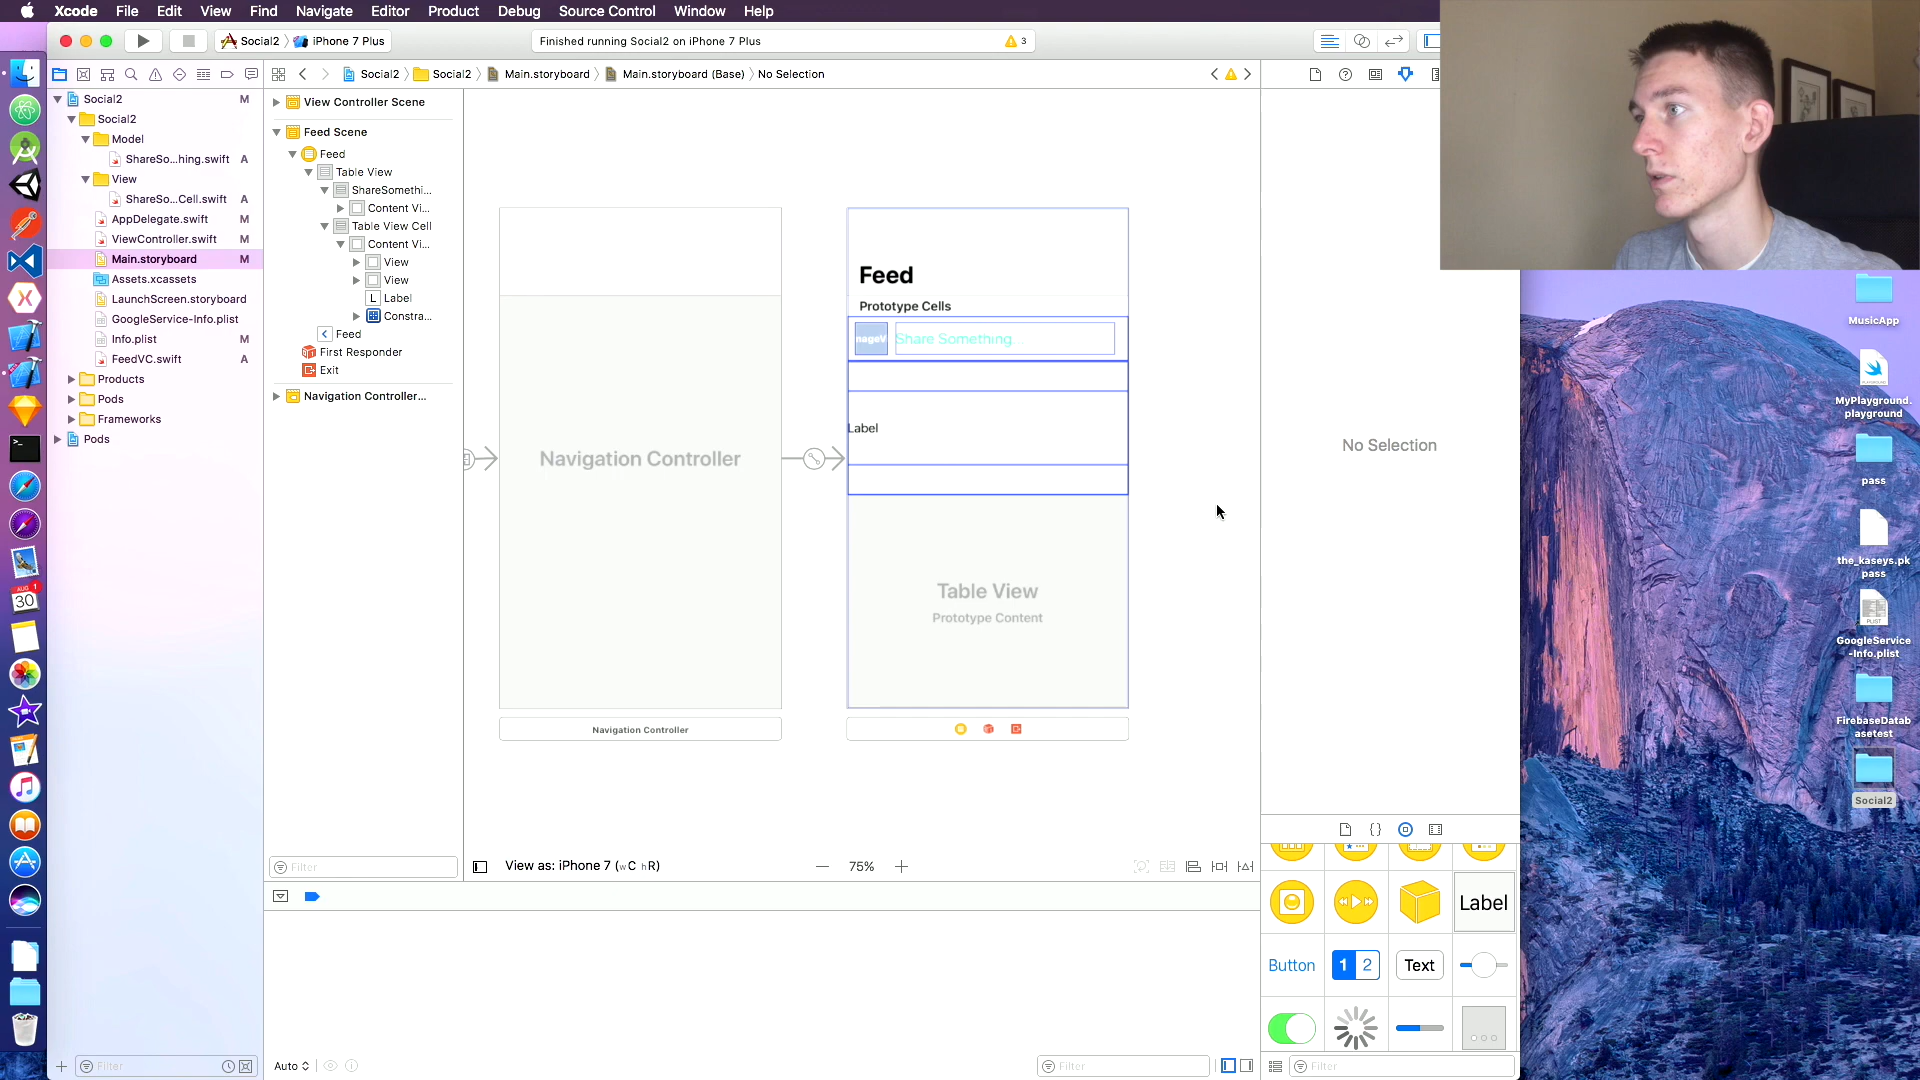 Xcode File Edit View Find Navigate Editor Product Debug Source Control Window Help
Social2 iPhone 7 Plus
Finished running Social2 on iPhone 7 Plus
3
Social2 Social2 Main.storyboard Main.storyboard (Base) No Selection
Social2 M
Social2
Model
ShareSo...hing.swift A
View
ShareSo...Cell.swift A
AppDelegate.swift M
ViewController.swift M
Main.storyboard M
Assets.xcassets
LaunchScreen.storyboard
GoogleService-Info.plist
Info.plist M
FeedVC.swift A
Products
Pods
Frameworks
Pods
View Controller Scene
Feed Scene
Feed
Table View
ShareSomethi...
Content Vi...
Table View Cell
Content Vi...
View
View
L Label
Constra...
Feed
First Responder
Exit
Navigation Controller...
Navigation Controller
Navigation Controller
Feed
Prototype Cells
nageV
Share Something...
Label
Table View
Prototype Content
No Selection
Filter
View as: iPhone 7 (wC hR)
75%
Label
Button
1 2
Text
Filter
Auto
Filter
Filter
AUG 1
30
MusicApp
PLAYGROUND
MyPlayground.
playground
pass
the_kaseys.pk
pass
PLIST
GoogleService
-Info.plist
FirebaseDatab
asetest
Social2